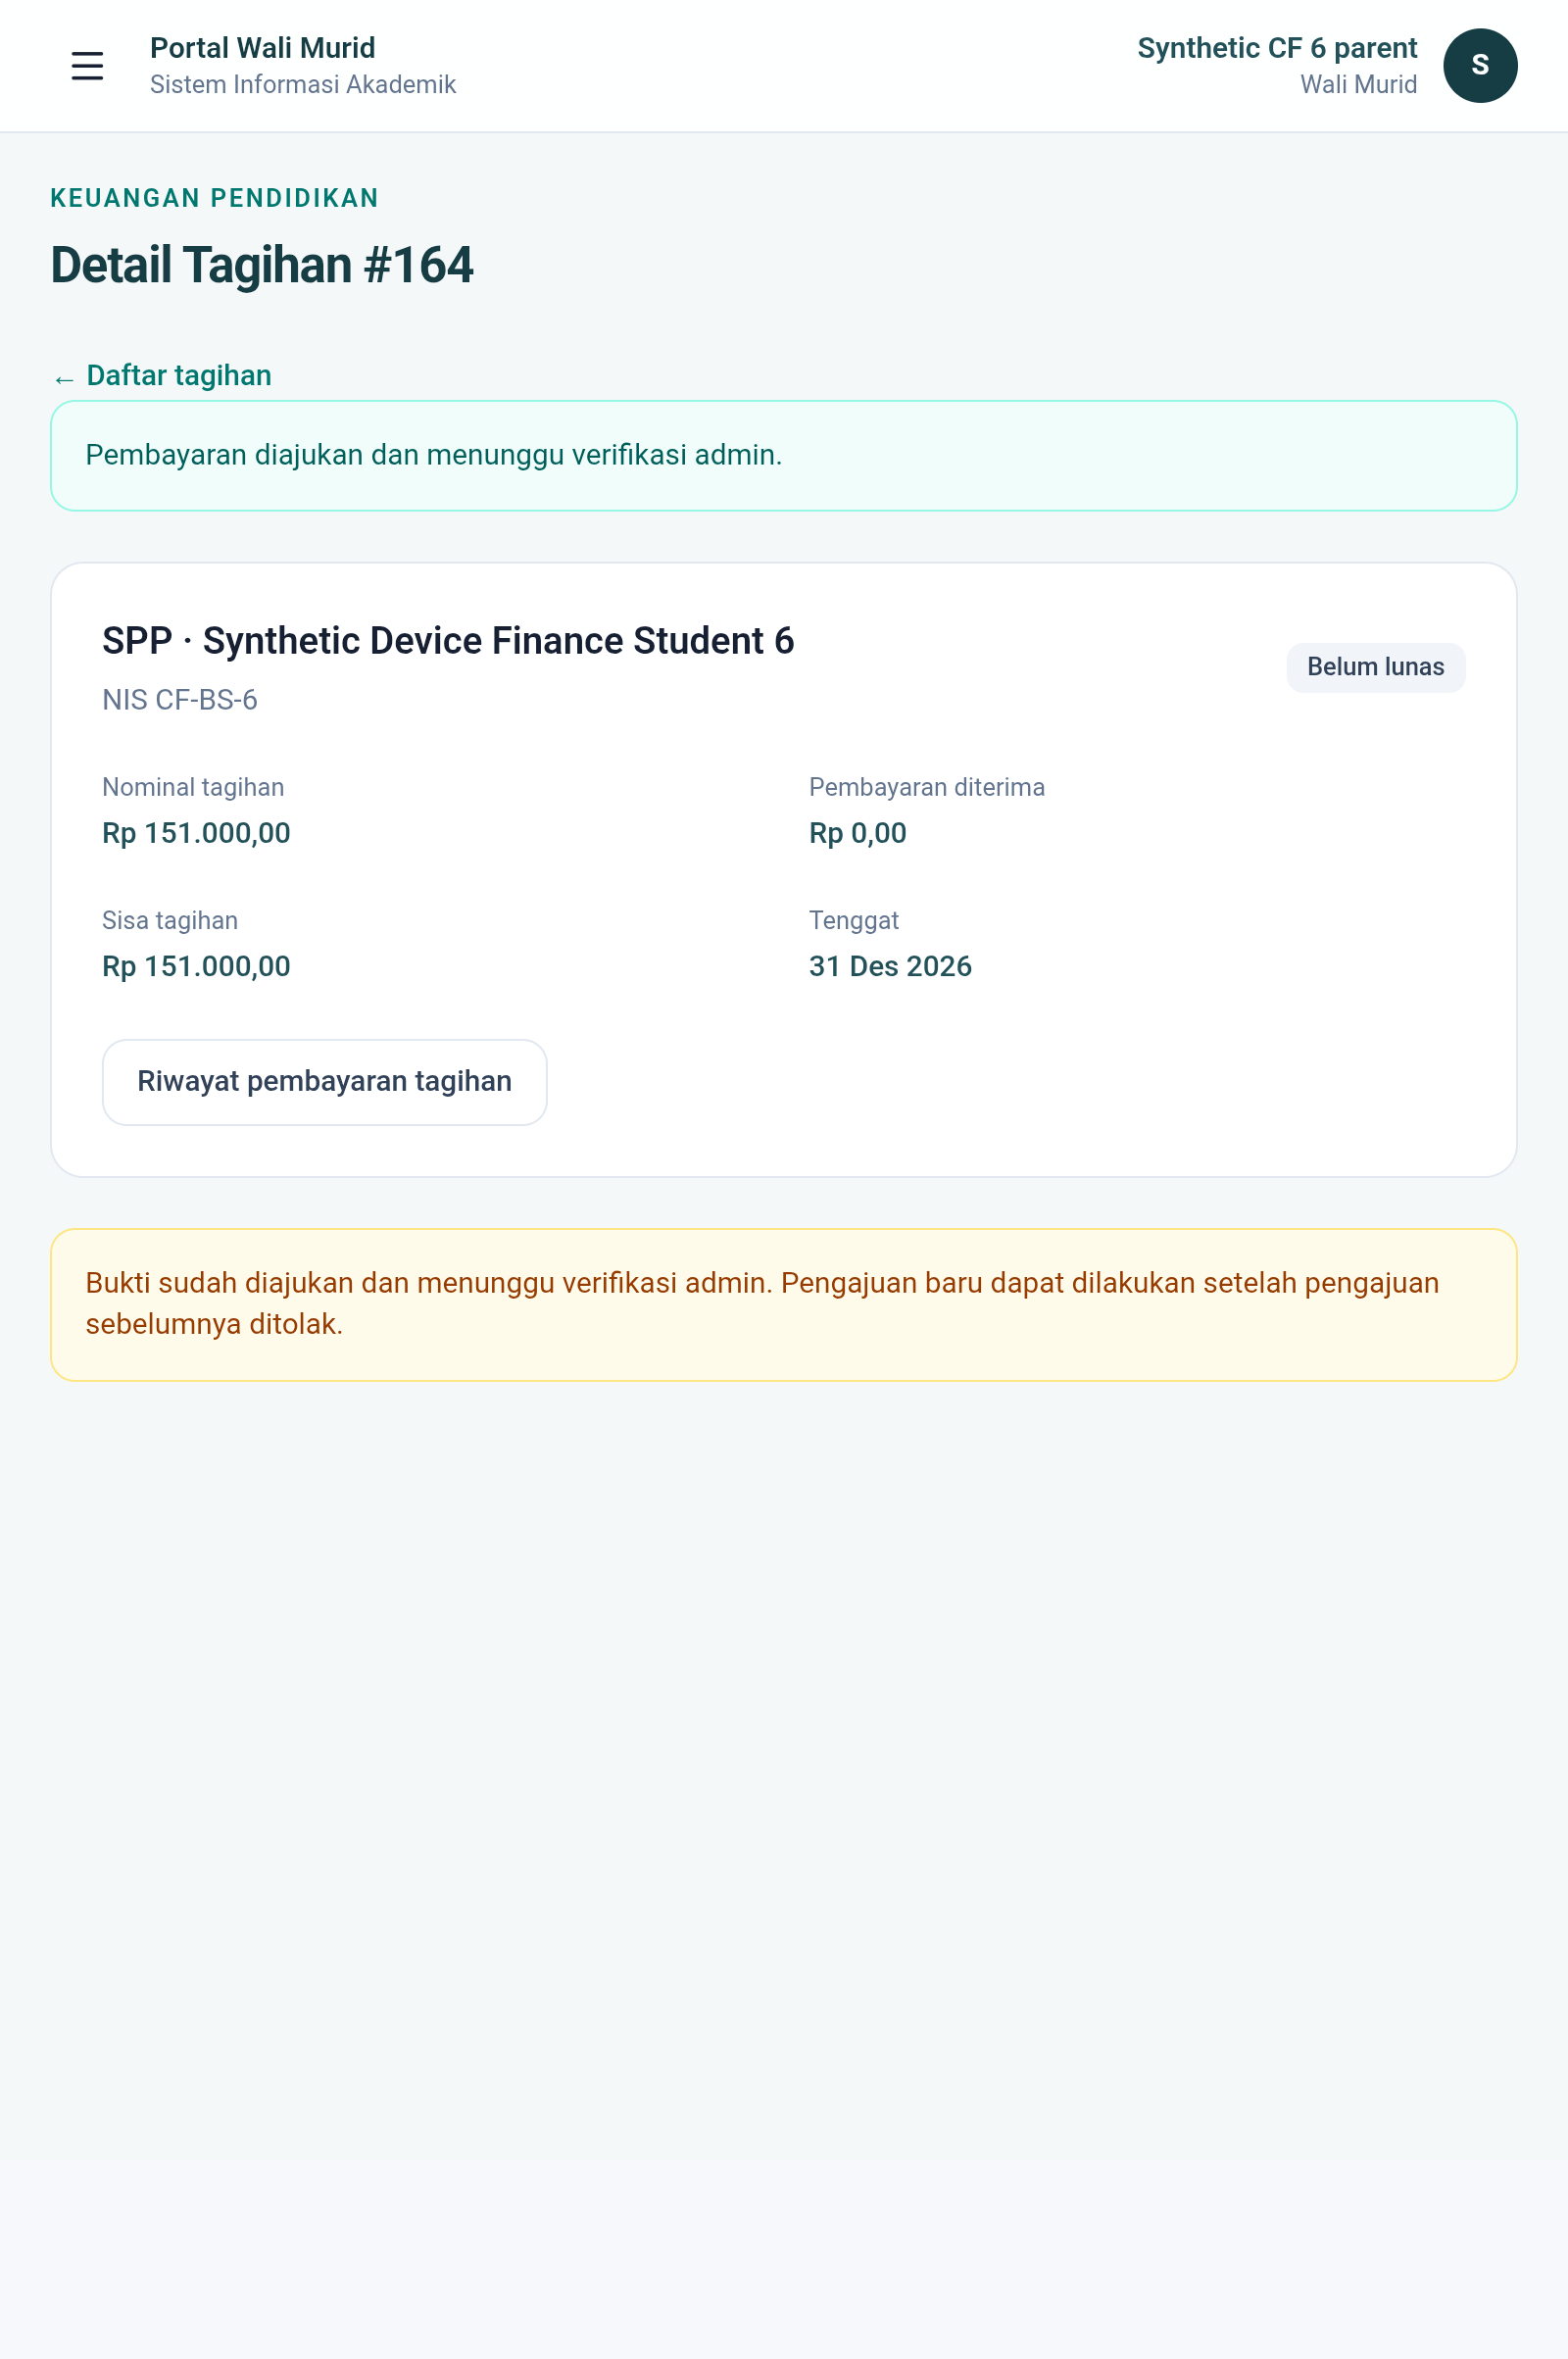 Portal Wali Murid
Sistem Informasi Akademik
Synthetic CF 6 parent
Wali Murid
S
KEUANGAN PENDIDIKAN
Detail Tagihan #164
← Daftar tagihan
Pembayaran diajukan dan menunggu verifikasi admin.
SPP · Synthetic Device Finance Student 6
NIS CF-BS-6
Belum lunas
Nominal tagihan
Rp 151.000,00
Pembayaran diterima
Rp 0,00
Sisa tagihan
Rp 151.000,00
Tenggat
31 Des 2026
Riwayat pembayaran tagihan
Bukti sudah diajukan dan menunggu verifikasi admin. Pengajuan baru dapat dilakukan setelah pengajuan
sebelumnya ditolak.